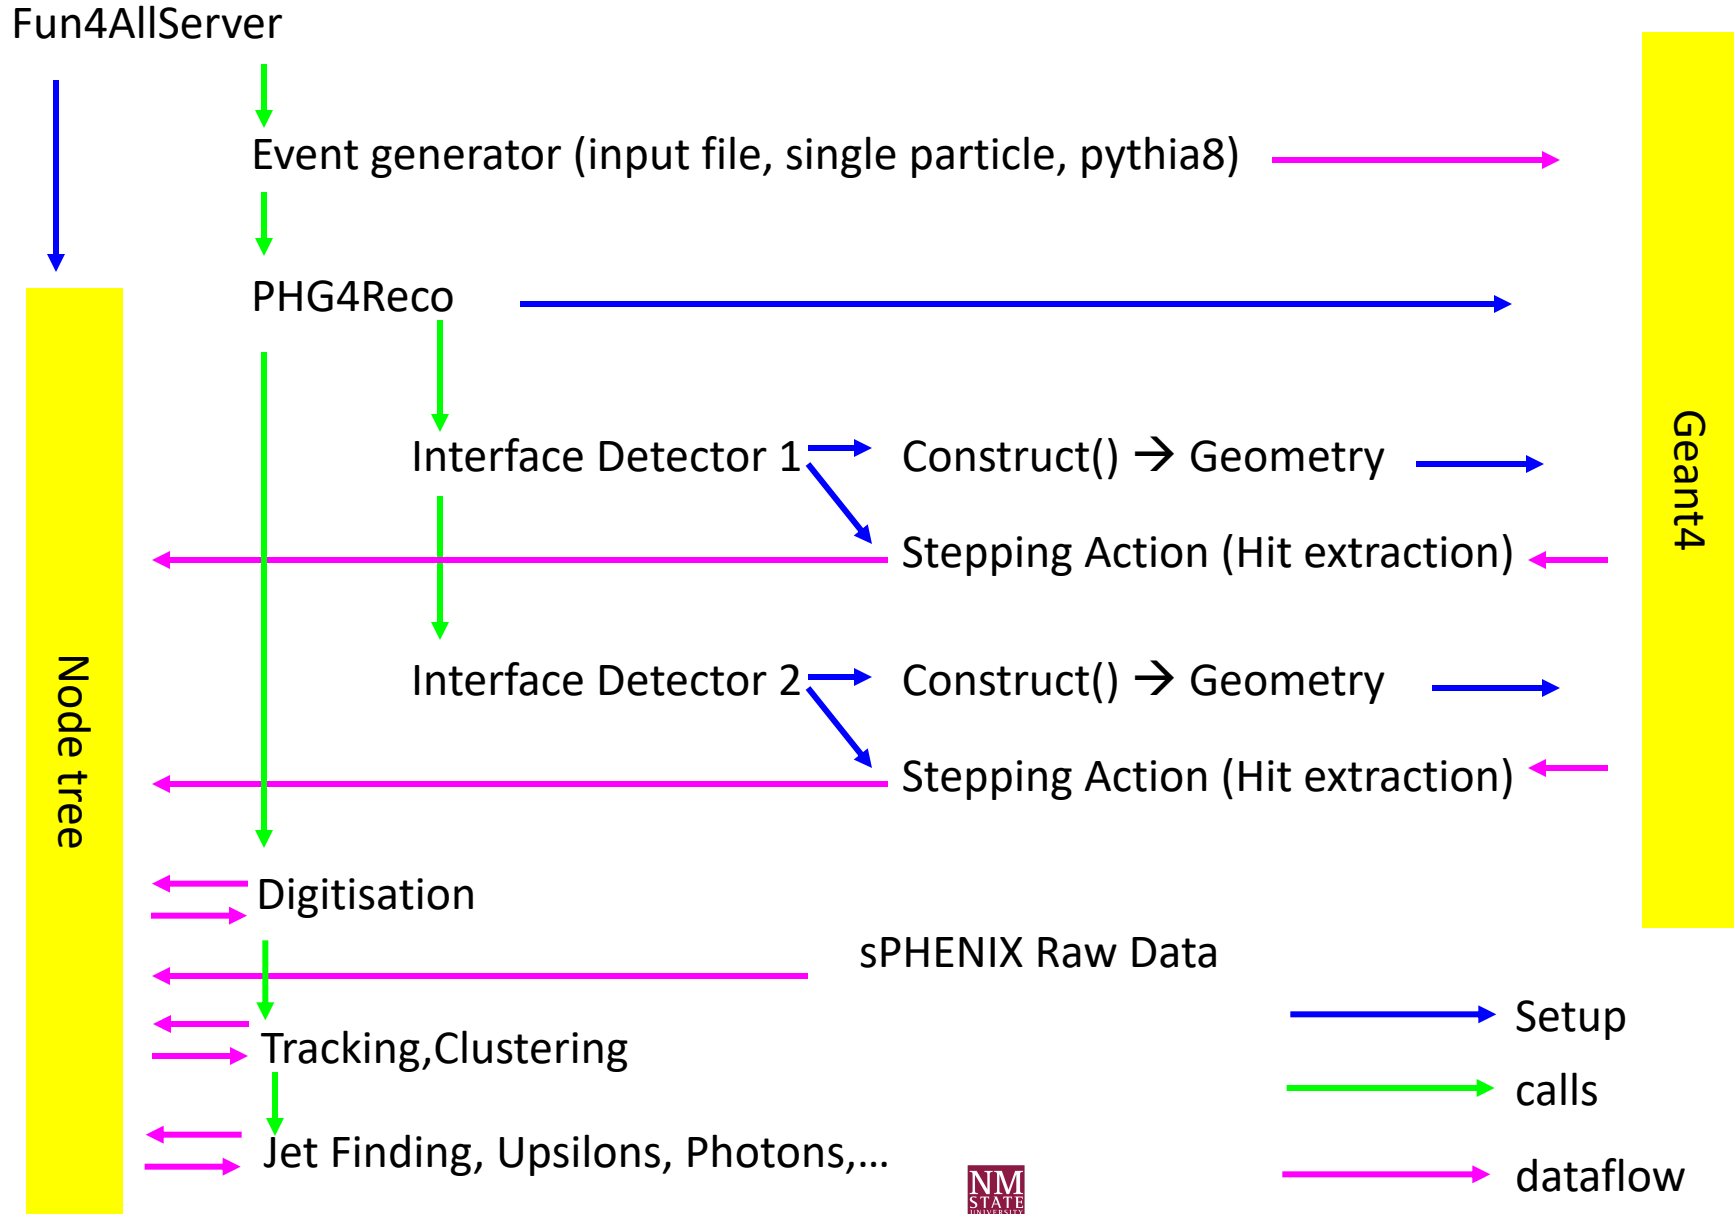 Fun4AllServer
Event generator (input file, single particle, pythia8)
PHG4Reco
Interface Detector 1
Construct() → Geometry
Stepping Action (Hit extraction)
Interface Detector 2
Construct() → Geometry
Stepping Action (Hit extraction)
Node tree
Geant4
Digitisation
sPHENIX Raw Data
Tracking,Clustering
Jet Finding, Upsilons, Photons,...
Setup
calls
dataflow
NM
STATE
UNIVERSITY